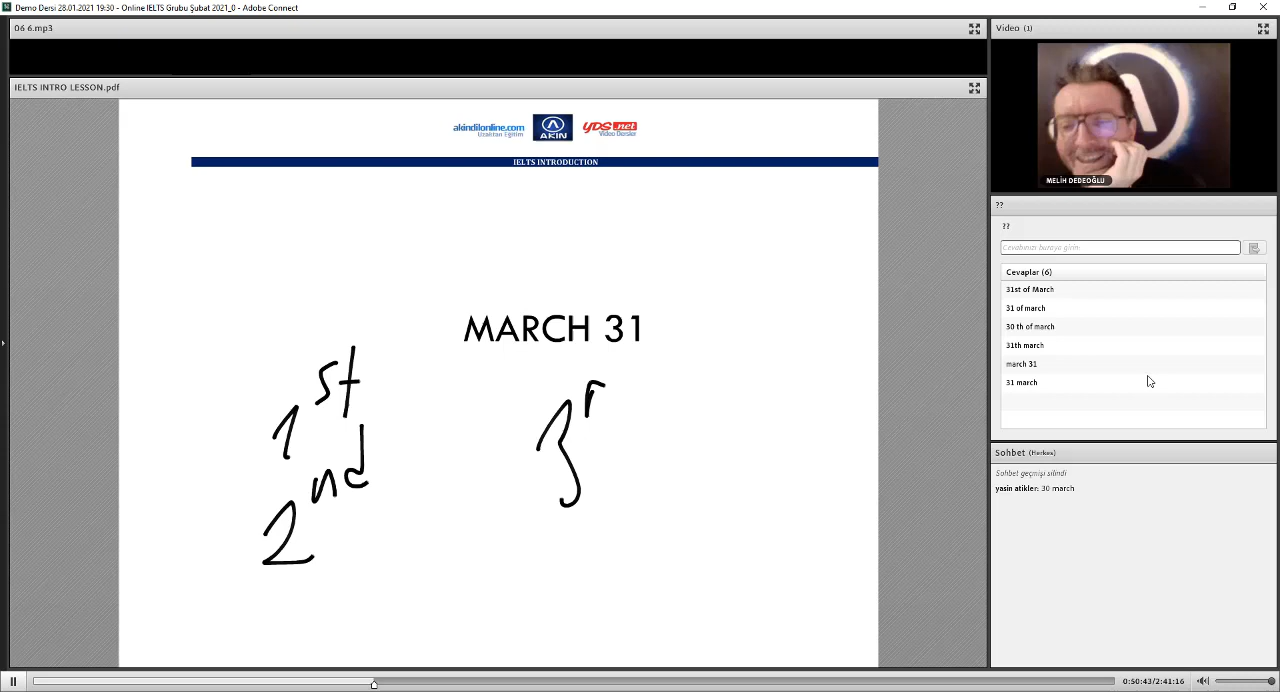 Demo Dersi 28.01.2021 19:30 - Online IELTS Grubu Şubat 2021_0 - Adobe Connect
06 6.mp3
Video (1)
MELİH DEDEOĞLU
IELTS INTRO LESSON.pdf
akindilonline.com
Uzaktan Eğitim
AKIN
YDS.net
Video Dersler
IELTS INTRODUCTION
MARCH 31
1st
2nd
3r
??
??
Cevabınızı buraya girin:
Cevaplar (6)
31st of March
31 of march
30 th of march
31th march
march 31
31 march
Sohbet (Herkes)
Sohbet geçmişi silindi
yasin atikler: 30 march
0:50:43/2:41:16